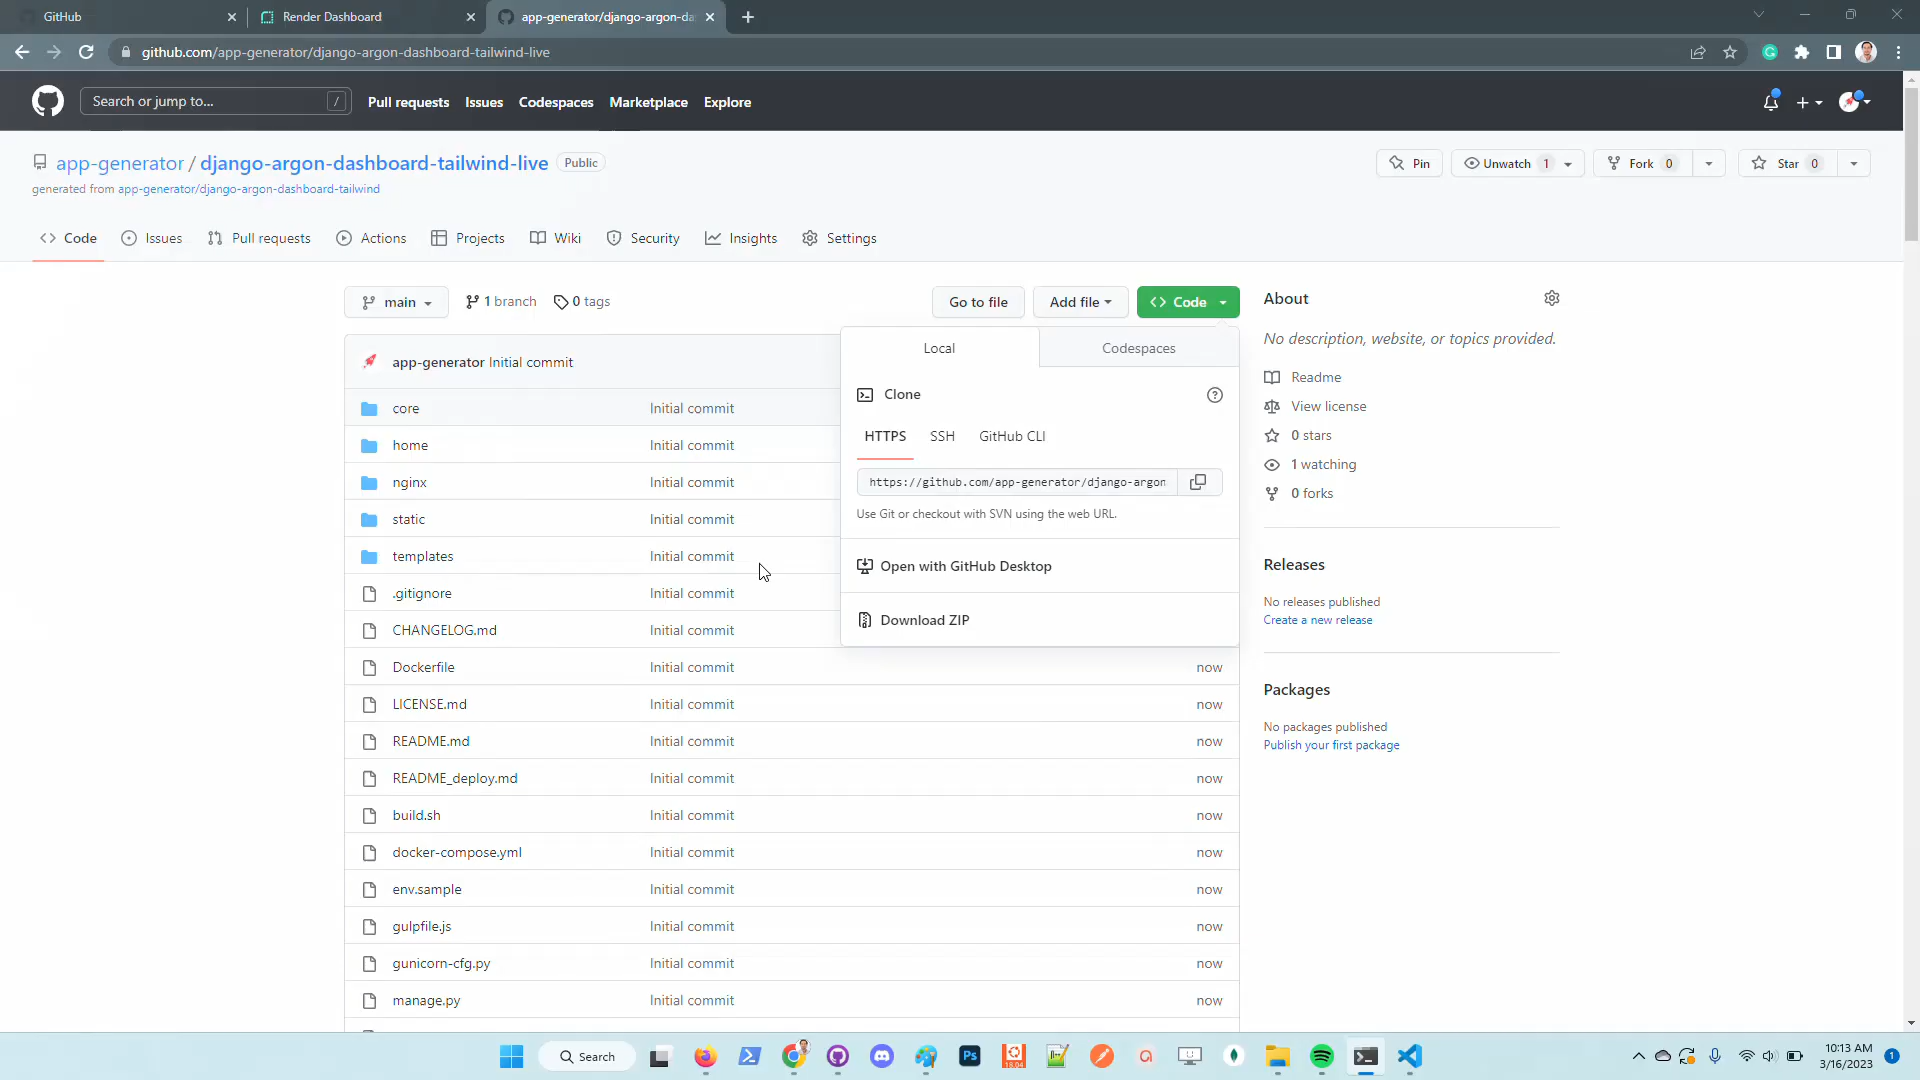 GitHub
Render Dashboard
app-generator/django-argon-da
github.com/app-generator/django-argon-dashboard-tailwind-live
Search or jump to...
/
Pull requests
Issues
Codespaces
Marketplace
Explore
app-generator / django-argon-dashboard-tailwind-live
Public
Pin
Unwatch 1
Fork 0
Star 0
generated from app-generator/django-argon-dashboard-tailwind
Code
Issues
Pull requests
Actions
Projects
Wiki
Security
Insights
Settings
main
1 branch
0 tags
Go to file
Add file
Code
app-generator Initial commit
core Initial commit
home Initial commit
nginx Initial commit
static Initial commit
templates Initial commit
.gitignore Initial commit
CHANGELOG.md Initial commit
Dockerfile Initial commit now
LICENSE.md Initial commit now
README.md Initial commit now
README_deploy.md Initial commit now
build.sh Initial commit now
docker-compose.yml Initial commit now
env.sample Initial commit now
gulpfile.js Initial commit now
gunicorn-cfg.py Initial commit now
manage.py Initial commit now
Local
Codespaces
Clone
HTTPS
SSH
GitHub CLI
https://github.com/app-generator/django-argon
Use Git or checkout with SVN using the web URL.
Open with GitHub Desktop
Download ZIP
About
No description, website, or topics provided.
Readme
View license
0 stars
1 watching
0 forks
Releases
No releases published
Create a new release
Packages
No packages published
Publish your first package
Search
Ps
18.04
10:13 AM
3/16/2023
1